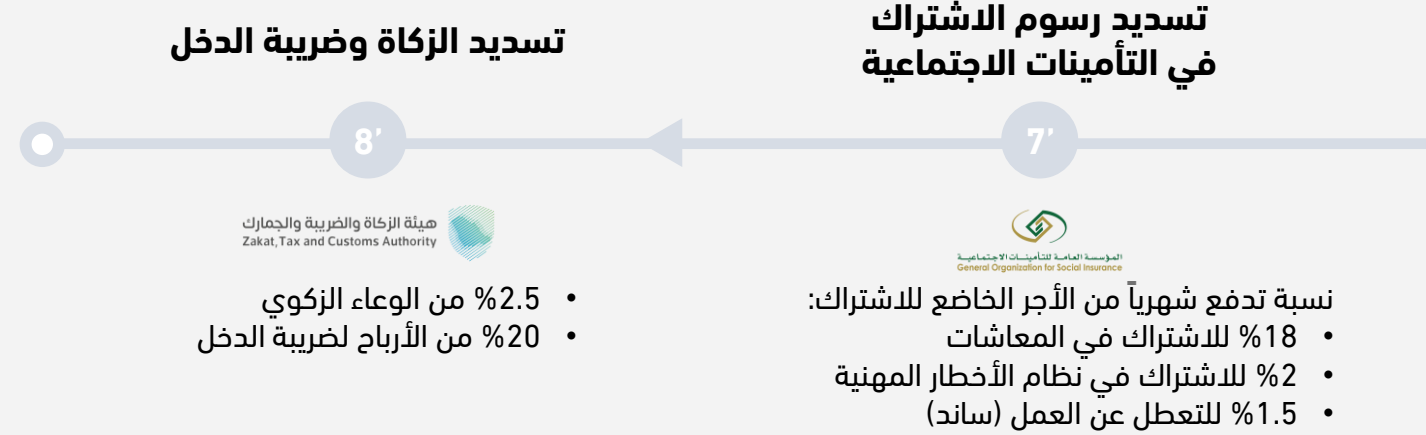 تسديد رسوم الاشتراك
في التأمينات الاجتماعية
7’
المؤسسة العامة للتأمينات الاجتماعية
General Organization for Social Insurance
نسبة تدفع شهرياً من الأجر الخاضع للاشتراك:
• 18% للاشتراك في المعاشات
• 2% للاشتراك في نظام الأخطار المهنية
• 1.5% للتعطل عن العمل (ساند)
تسديد الزكاة وضريبة الدخل
8’
هيئة الزكاة والضريبة والجمارك
Zakat, Tax and Customs Authority
• 2.5% من الوعاء الزكوي
• 20% من الأرباح لضريبة الدخل